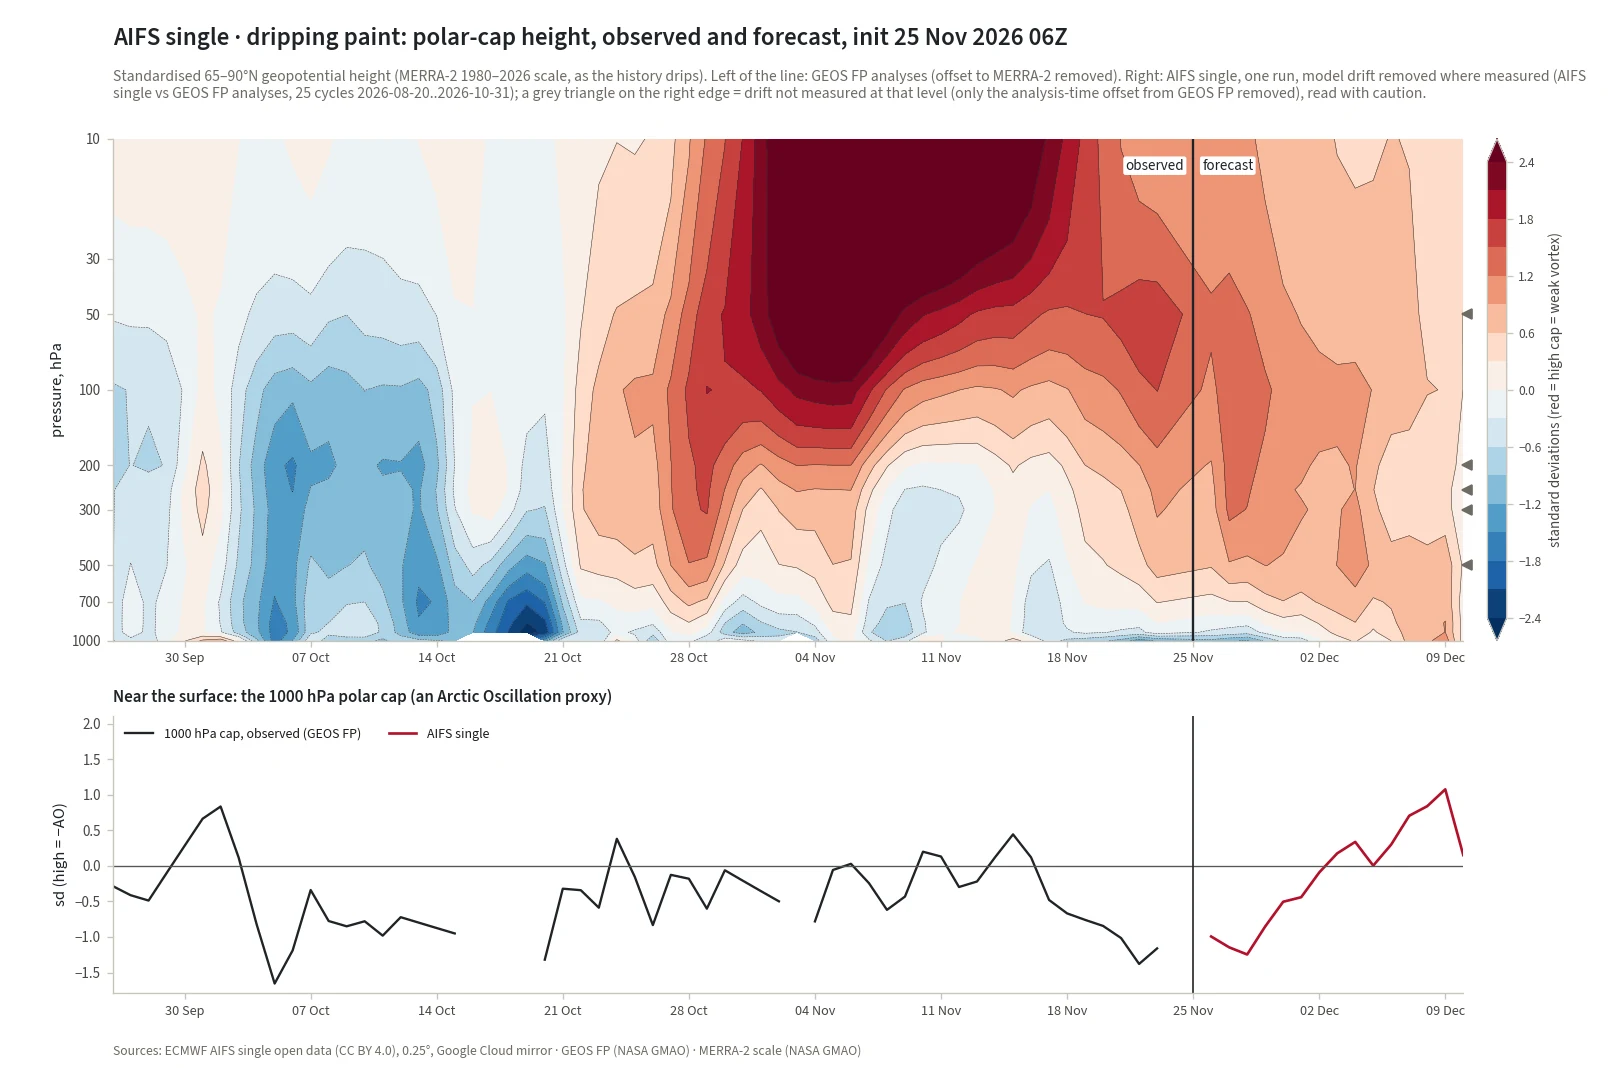 AIFS single · dripping paint: polar-cap height, observed and forecast, init 25 Nov 2026 06Z
Standardised 65–90°N geopotential height (MERRA-2 1980–2026 scale, as the history drips). Left of the line: GEOS FP analyses (offset to MERRA-2 removed). Right: AIFS single, one run, model drift removed where measured (AIFS
single vs GEOS FP analyses, 25 cycles 2026-08-20..2026-10-31); a grey triangle on the right edge = drift not measured at that level (only the analysis-time offset from GEOS FP removed), read with caution.
pressure, hPa
10
30
50
100
200
300
500
700
1000
observed
forecast
30 Sep
07 Oct
14 Oct
21 Oct
28 Oct
04 Nov
11 Nov
18 Nov
25 Nov
02 Dec
09 Dec
2.4
1.8
1.2
0.6
0.0
−0.6
−1.2
−1.8
−2.4
standard deviations (red = high cap = weak vortex)
Near the surface: the 1000 hPa polar cap (an Arctic Oscillation proxy)
1000 hPa cap, observed (GEOS FP)
AIFS single
sd (high = −AO)
2.0
1.5
1.0
0.5
0.0
−0.5
−1.0
−1.5
30 Sep
07 Oct
14 Oct
21 Oct
28 Oct
04 Nov
11 Nov
18 Nov
25 Nov
02 Dec
09 Dec
Sources: ECMWF AIFS single open data (CC BY 4.0), 0.25°, Google Cloud mirror · GEOS FP (NASA GMAO) · MERRA-2 scale (NASA GMAO)